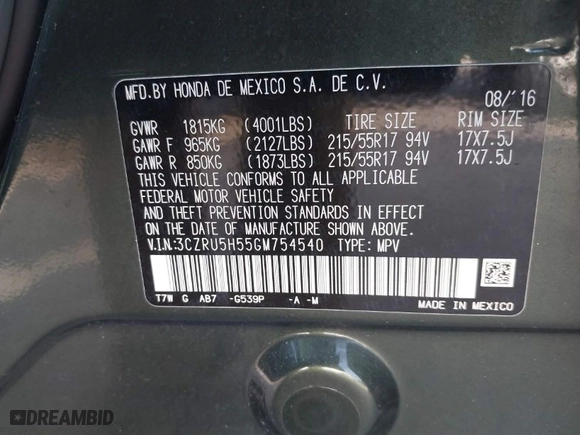 MFD.BY HONDA DE MEXICO S.A. DE C.V.
08/'16
GVWR 1815KG (4001LBS) TIRE SIZE RIM SIZE
GAWR F 965KG (2127LBS) 215/55R17 94V 17X7.5J
GAWR R 850KG (1873LBS) 215/55R17 94V 17X7.5J
THIS VEHICLE CONFORMS TO ALL APPLICABLE
FEDERAL MOTOR VEHICLE SAFETY
AND THEFT PREVENTION STANDARDS IN EFFECT
ON THE DATE OF MANUFACTURE SHOWN ABOVE.
V.I.N:3CZRU5H55GM754540 TYPE: MPV
T7W G AB7 -G539P -A -M
MADE IN MEXICO
DREAMBID